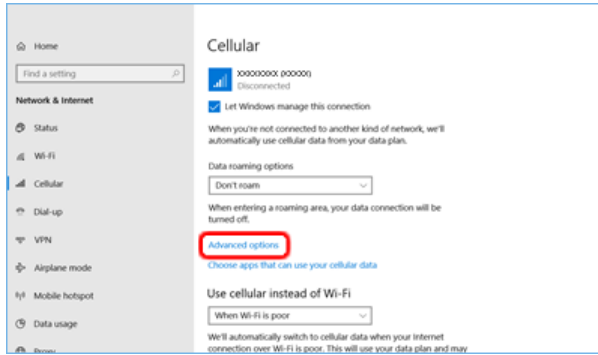 Home
Find a setting
Network & Internet
Status
Wi-Fi
Cellular
Dial-up
VPN
Airplane mode
Mobile hotspot
Data usage
Proxy
Cellular
Disconnected
Let Windows manage this connection
When you're not connected to another kind of network, we'll
automatically use cellular data from your data plan.
Data roaming options
Don't roam
When entering a roaming area, your data connection will be
turned off.
Advanced options
Choose apps that can use your cellular data
Use cellular instead of Wi-Fi
When Wi-Fi is poor
We'll automatically switch to cellular data when your Internet
connection over Wi-Fi is poor. This will use your data plan and may